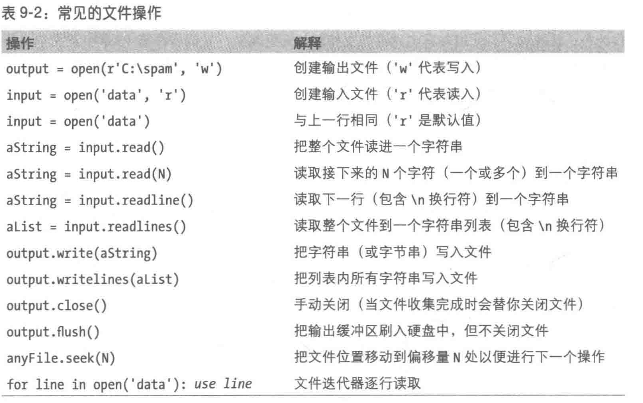 表 9-2：常见的文件操作
操作 解释
output = open(r'C:\spam', 'w') 创建输出文件（'w' 代表写入）
input = open('data', 'r') 创建输入文件（'r' 代表读入）
input = open('data') 与上一行相同（'r' 是默认值）
aString = input.read() 把整个文件读进一个字符串
aString = input.read(N) 读取接下来的 N 个字符（一个或多个）到一个字符串
aString = input.readline() 读取下一行（包含 \n 换行符）到一个字符串
aList = input.readlines() 读取整个文件到一个字符串列表（包含 \n 换行符）
output.write(aString) 把字符串（或字节串）写入文件
output.writelines(aList) 把列表内所有字符串写入文件
output.close() 手动关闭（当文件收集完成时会替你关闭文件）
output.flush() 把输出缓冲区刷入硬盘中，但不关闭文件
anyFile.seek(N) 把文件位置移动到偏移量 N 处以便进行下一个操作
for line in open('data'): use line 文件迭代器逐行读取